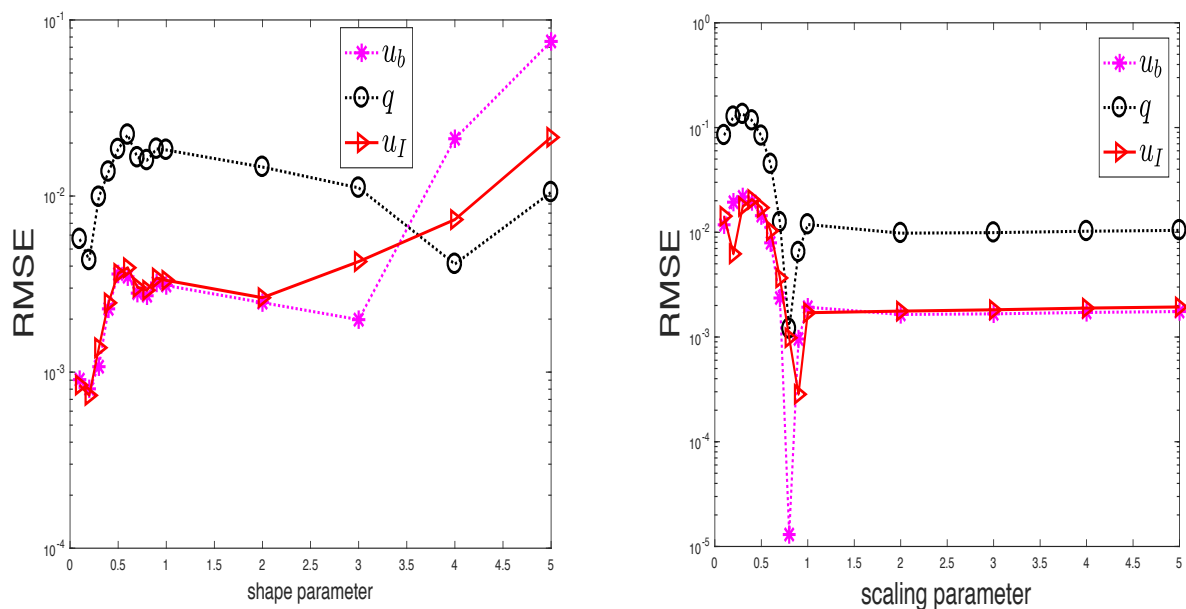 10^-1
10^-2
10^-3
10^-4
RMSE
0 0.5 1 1.5 2 2.5 3 3.5 4 4.5 5
shape parameter
u_b
q
u_I
10^0
10^-1
10^-2
10^-3
10^-4
10^-5
RMSE
0 0.5 1 1.5 2 2.5 3 3.5 4 4.5 5
scaling parameter
u_b
q
u_I